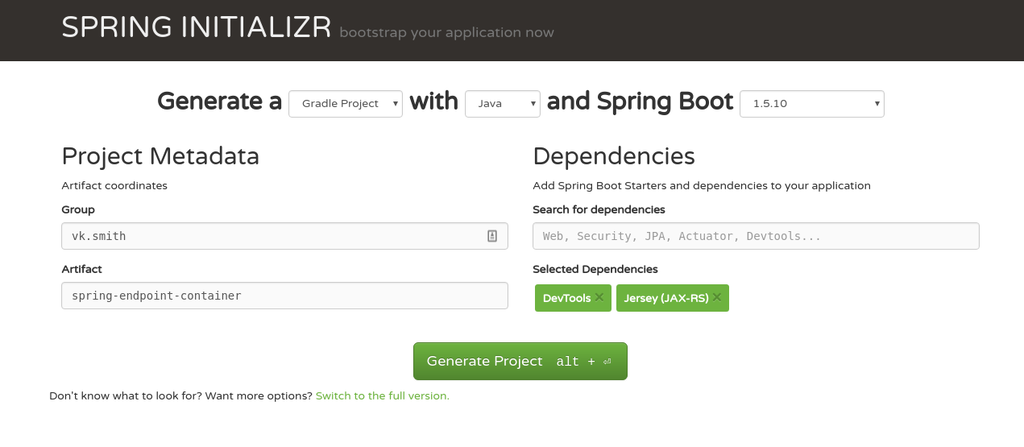 SPRING INITIALIZR bootstrap your application now
Generate a Gradle Project with Java and Spring Boot 1.5.10
Project Metadata
Artifact coordinates
Group
vk.smith
Artifact
spring-endpoint-container
Dependencies
Add Spring Boot Starters and dependencies to your application
Search for dependencies
Web, Security, JPA, Actuator, Devtools...
Selected Dependencies
DevTools × Jersey (JAX-RS) ×
Generate Project alt + ⏎
Don't know what to look for? Want more options? Switch to the full version.